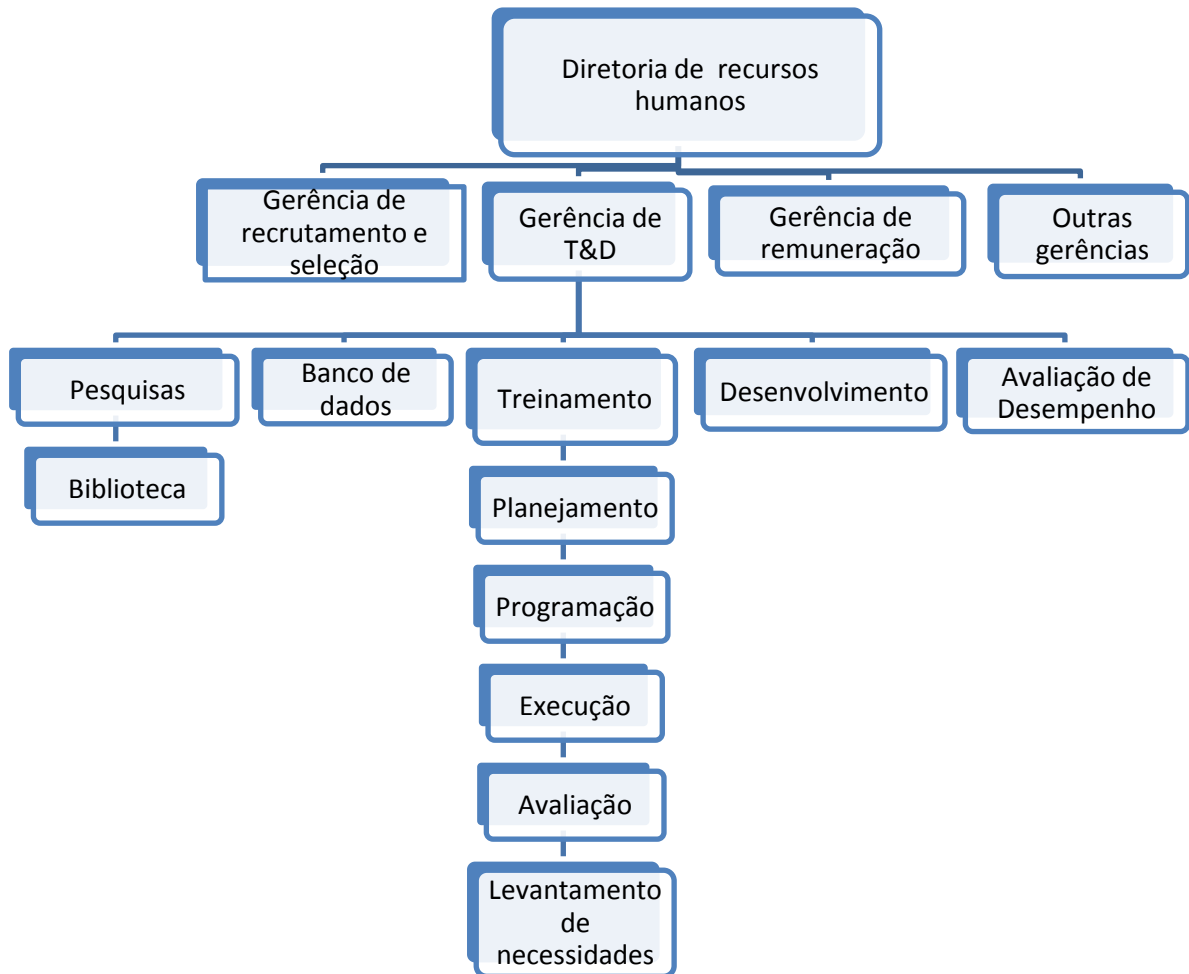 Diretoria de recursos
humanos
Gerência de
recrutamento e
seleção
Gerência de
T&D
Gerência de
remuneração
Outras
gerências
Pesquisas
Banco de
dados
Treinamento
Desenvolvimento
Avaliação de
Desempenho
Biblioteca
Planejamento
Programação
Execução
Avaliação
Levantamento
de
necessidades